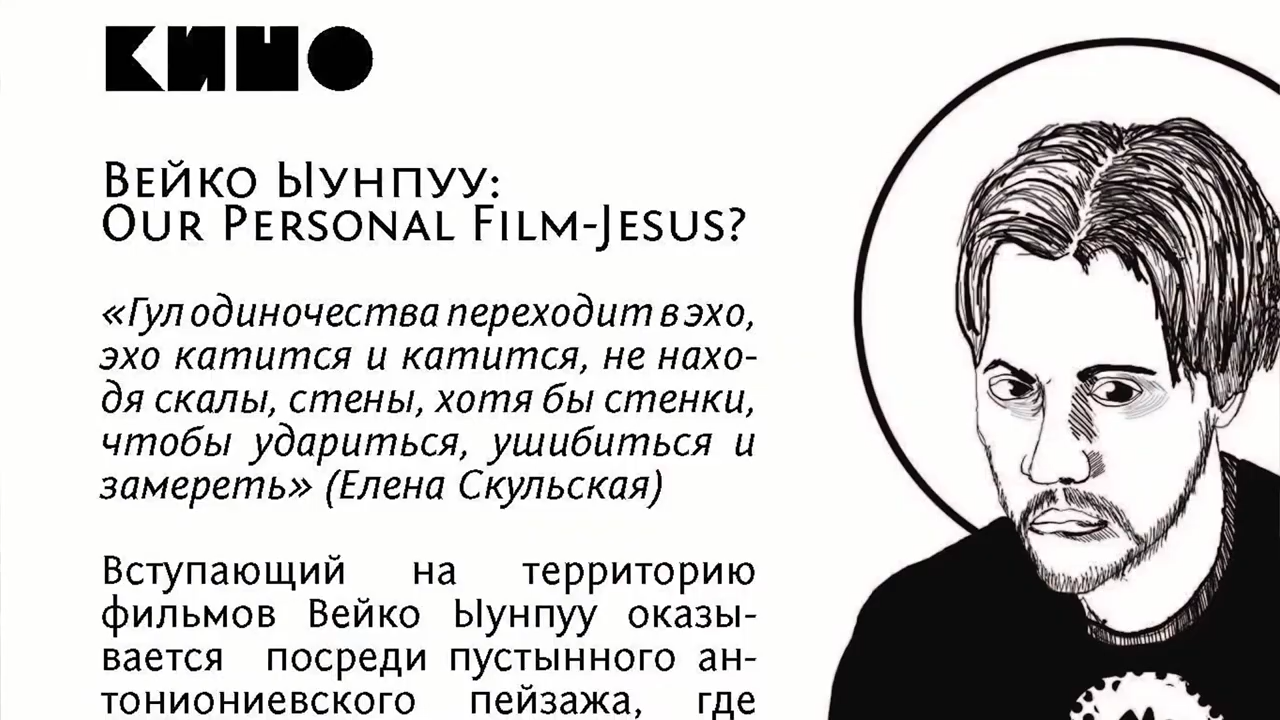 КИНО
Вейко Ыунпуу:
Our Personal Film-Jesus?
«Гул одиночества переходит в эхо,
эхо катится и катится, не нахо-
дя скалы, стены, хотя бы стенки,
чтобы удариться, ушибиться и
замереть» (Елена Скульская)
Вступающий на территорию
фильмов Вейко Ыунпуу оказы-
вается посреди пустынного ан-
тониониевского пейзажа, где